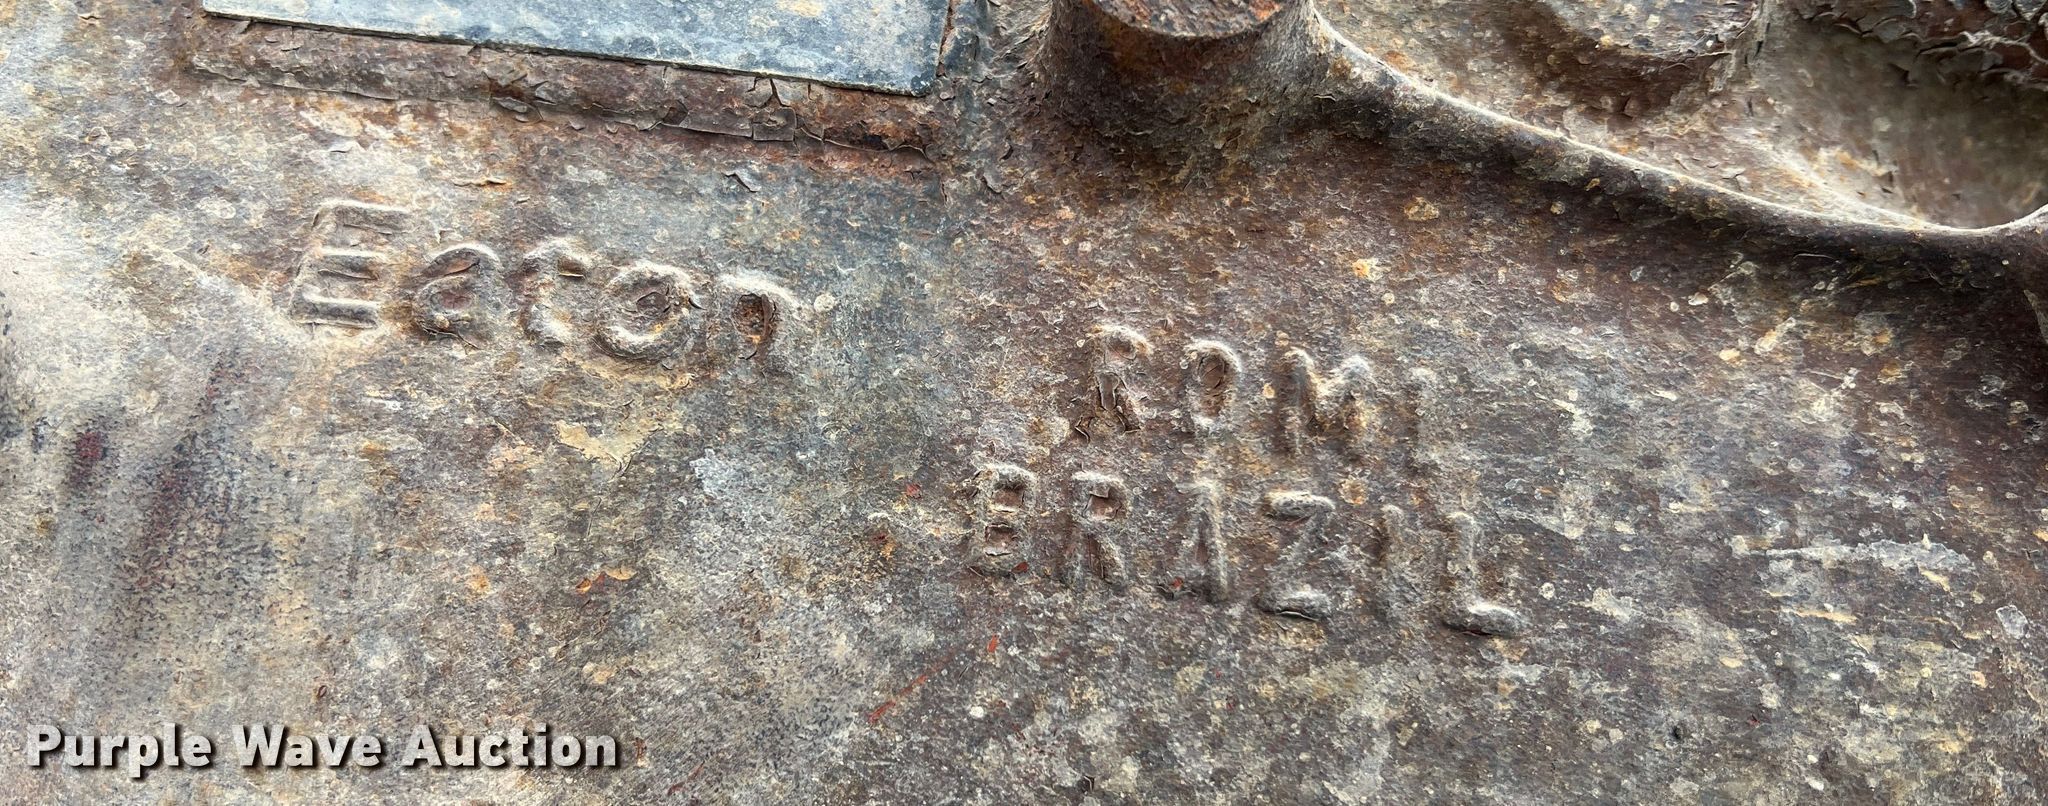 Eaton
ROMI
BRAZIL
Purple Wave Auction